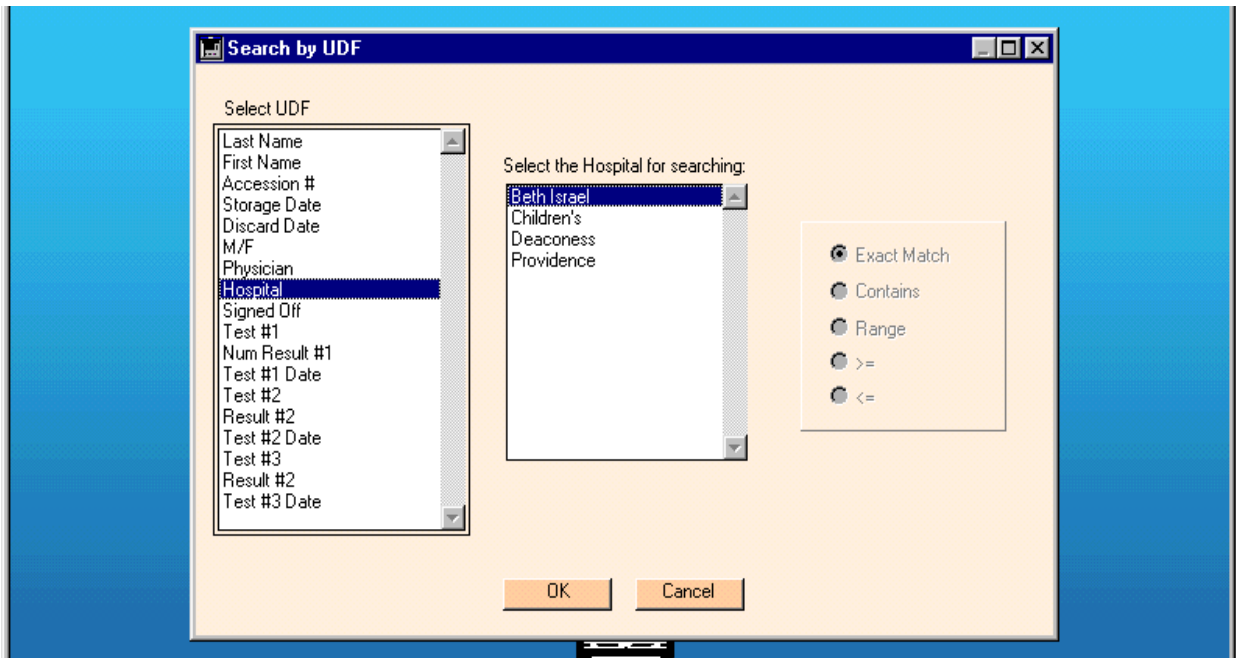 Search by UDF
Select UDF
Last Name
First Name
Accession #
Storage Date
Discard Date
M/F
Physician
Hospital
Signed Off
Test #1
Num Result #1
Test #1 Date
Test #2
Result #2
Test #2 Date
Test #3
Result #2
Test #3 Date
Select the Hospital for searching:
Beth Israel
Children's
Deaconess
Providence
Exact Match
Contains
Range
>=
<=
OK
Cancel